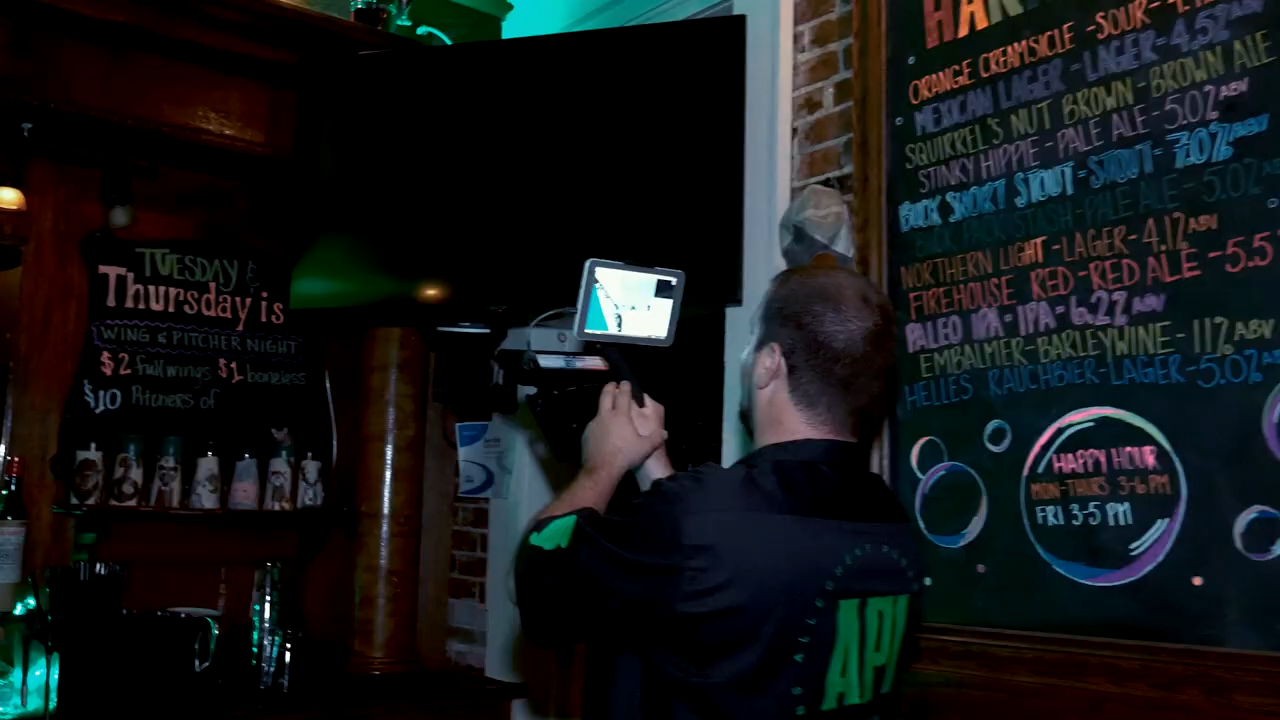 TUESDAY &
Thursday is
WING & PITCHER NIGHT
$2 full wings $1 boneless
$10 Pitchers of
ORANGE CREAMSICLE - SOUR -
MEXICAN LAGER - LAGER - 4.52 ABV
SQUIRREL'S NUT BROWN - BROWN ALE
STINKY HIPPIE - PALE ALE - 5.0% ABV
BUCK SNORT STOUT - STOUT - 7.0% ABV
STASH - PALE ALE - 5.0%
NORTHERN LIGHT - LAGER - 4.1% ABV
FIREHOUSE RED - RED ALE - 5.5
PALEO IPA - IPA - 6.2% ABV
EMBALMER - BARLEYWINE - 11% ABV
HELLES RAUCHBIER - LAGER - 5.0% ABV
HAPPY HOUR
MON-THURS 3-6 PM
FRI 3-5 PM
API